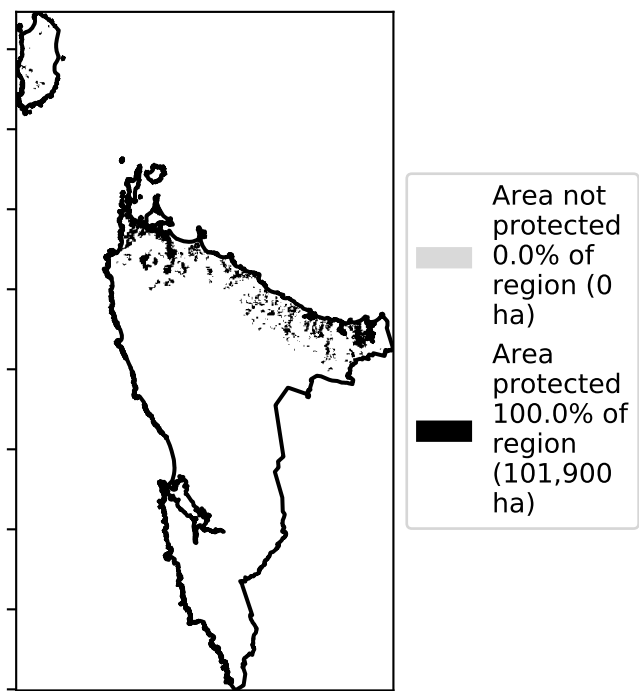 Area not
protected
0.0% of
region (0
ha)
Area
protected
100.0% of
region
(101,900
ha)